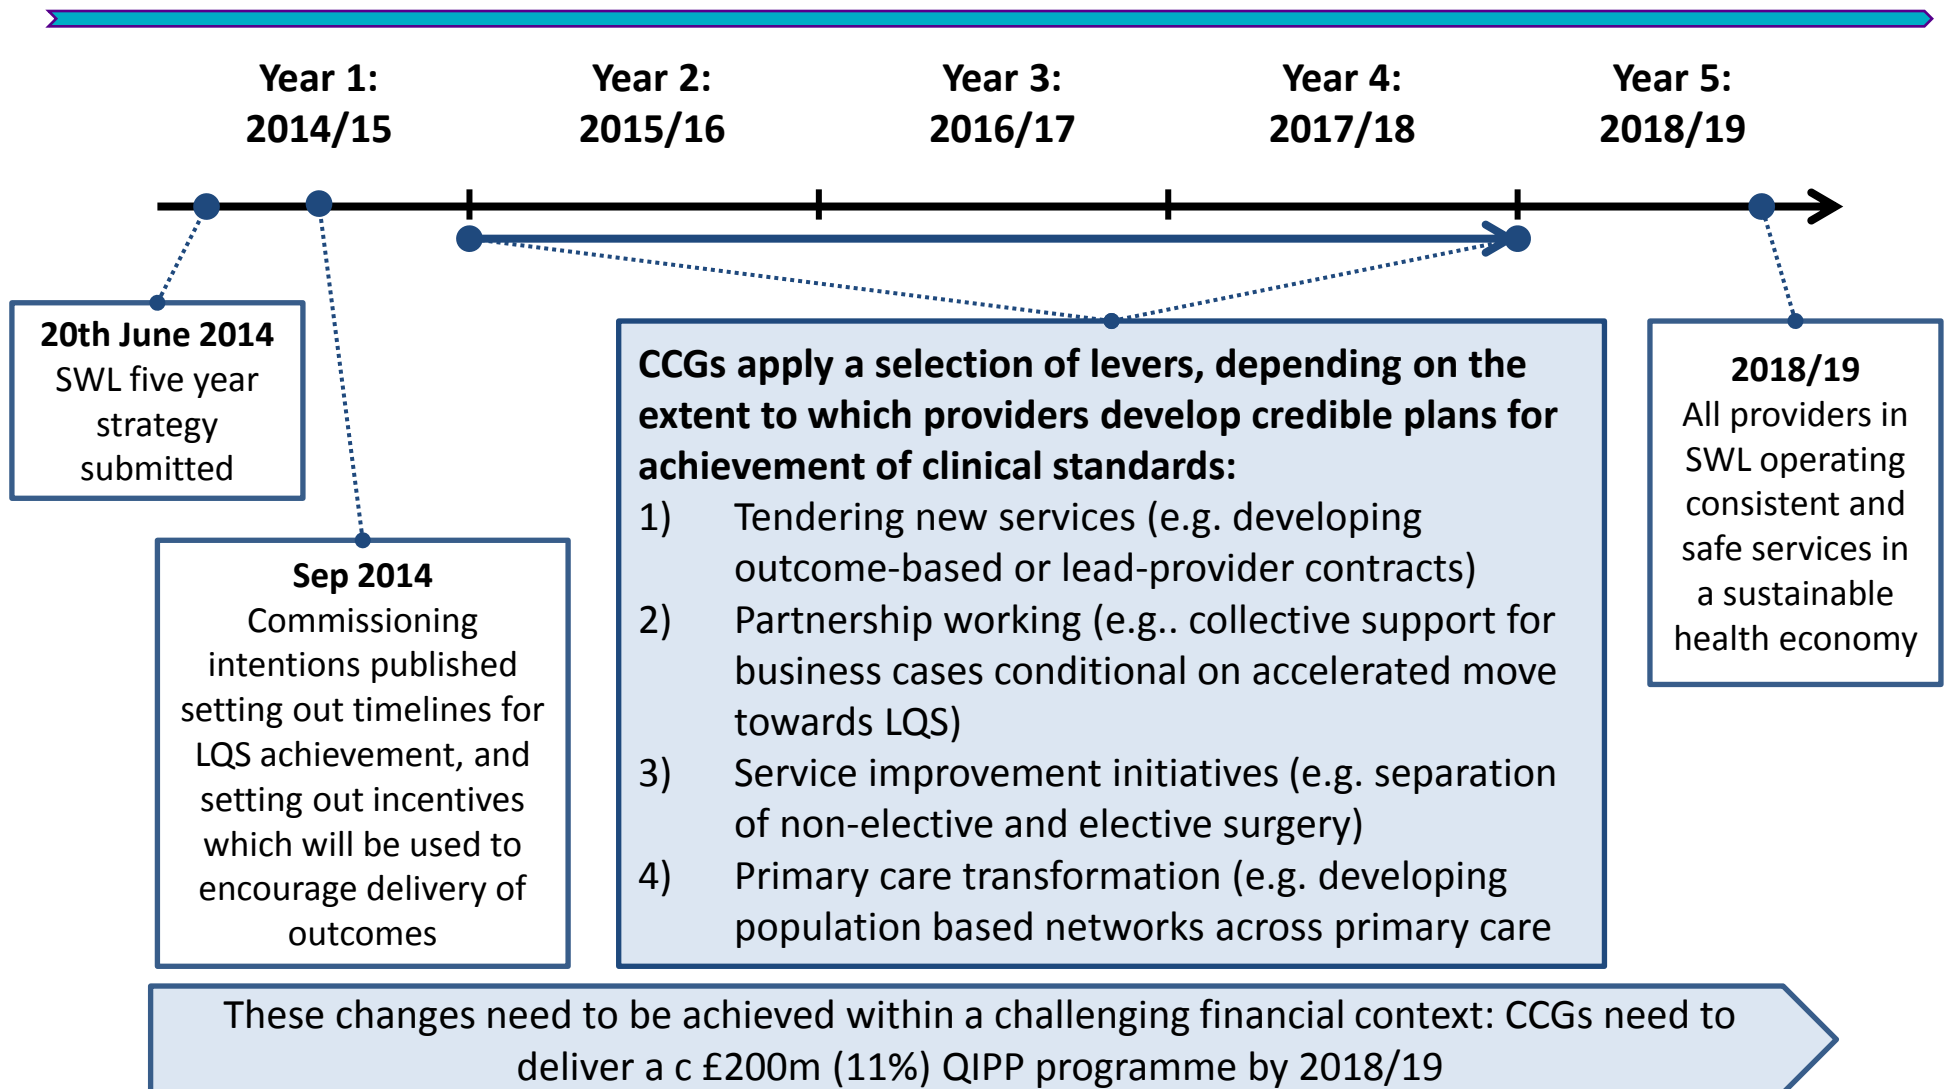 Year 1:
2014/15
Year 2:
2015/16
Year 3:
2016/17
Year 4:
2017/18
Year 5:
2018/19
20th June 2014
SWL five year
strategy
submitted
Sep 2014
Commissioning
intentions published
setting out timelines for
LQS achievement, and
setting out incentives
which will be used to
encourage delivery of
outcomes
CCGs apply a selection of levers, depending on the
extent to which providers develop credible plans for
achievement of clinical standards:
1) Tendering new services (e.g. developing
outcome-based or lead-provider contracts)
2) Partnership working (e.g.. collective support for
business cases conditional on accelerated move
towards LQS)
3) Service improvement initiatives (e.g. separation
of non-elective and elective surgery)
4) Primary care transformation (e.g. developing
population based networks across primary care
2018/19
All providers in
SWL operating
consistent and
safe services in
a sustainable
health economy
These changes need to be achieved within a challenging financial context: CCGs need to
deliver a c £200m (11%) QIPP programme by 2018/19